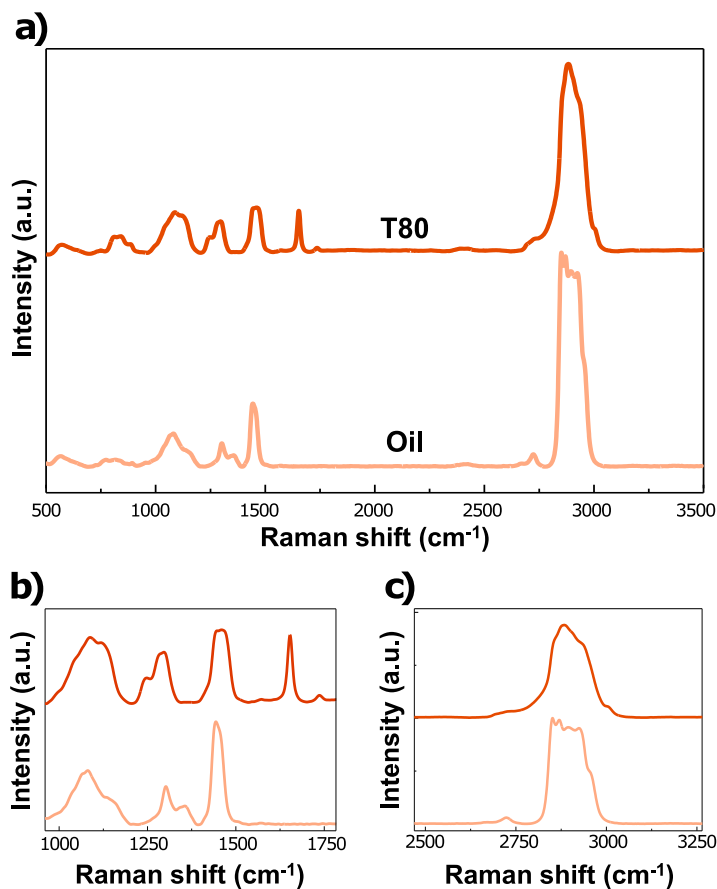 a)
Intensity (a.u.)
T80
Oil
500 1000 1500 2000 2500 3000 3500
Raman shift (cm-1)
b)
Intensity (a.u.)
1000 1250 1500 1750
Raman shift (cm-1)
c)
Intensity (a.u.)
2500 2750 3000 3250
Raman shift (cm-1)